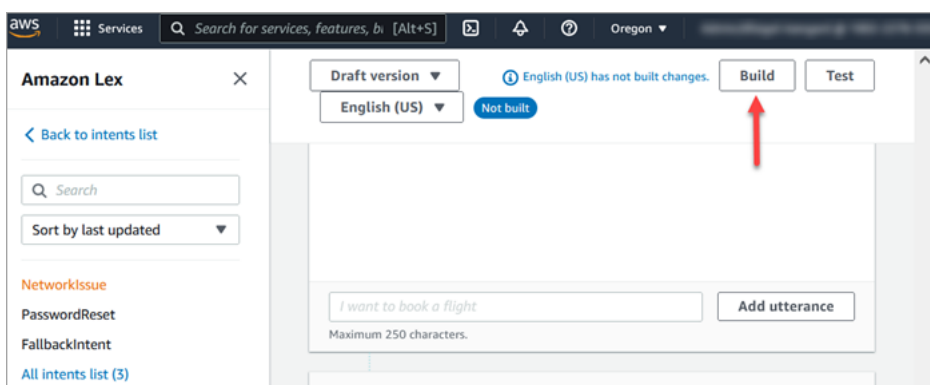 aws Services Search for services, features, bl [Alt+S] Oregon ▼
Amazon Lex
Draft version ▼ English (US) has not built changes. Build Test
English (US) ▼ Not built
Back to intents list
Search
Sort by last updated ▼
NetworkIssue
PasswordReset
FallbackIntent
All intents list (3)
I want to book a flight Add utterance
Maximum 250 characters.